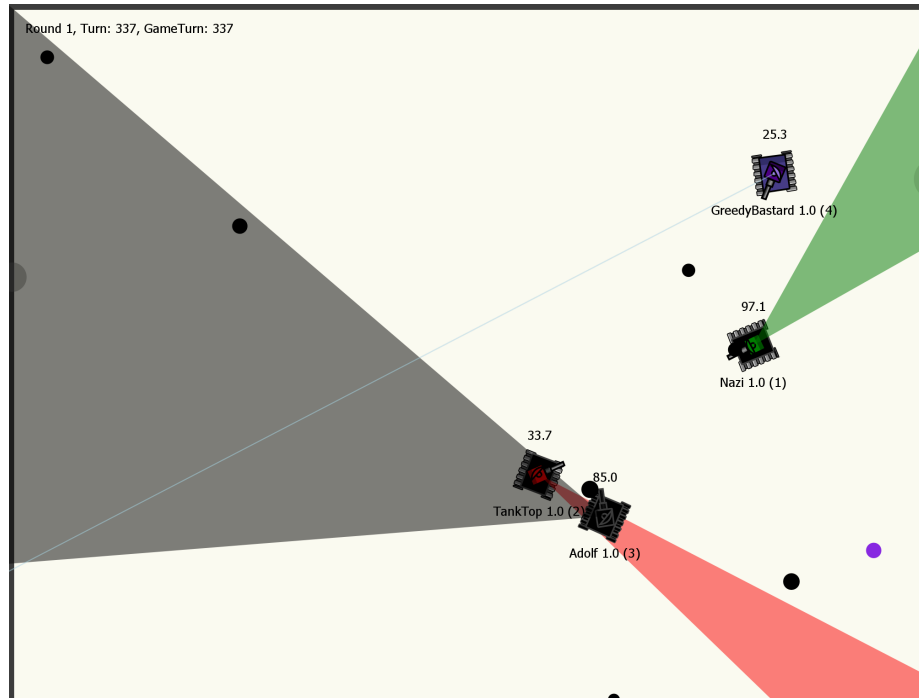 Round 1, Turn: 337, GameTurn: 337
25.3
GreedyBastard 1.0 (4)
97.1
Nazi 1.0 (1)
33.7
85.0
TankTop 1.0 (2)
Adolf 1.0 (3)